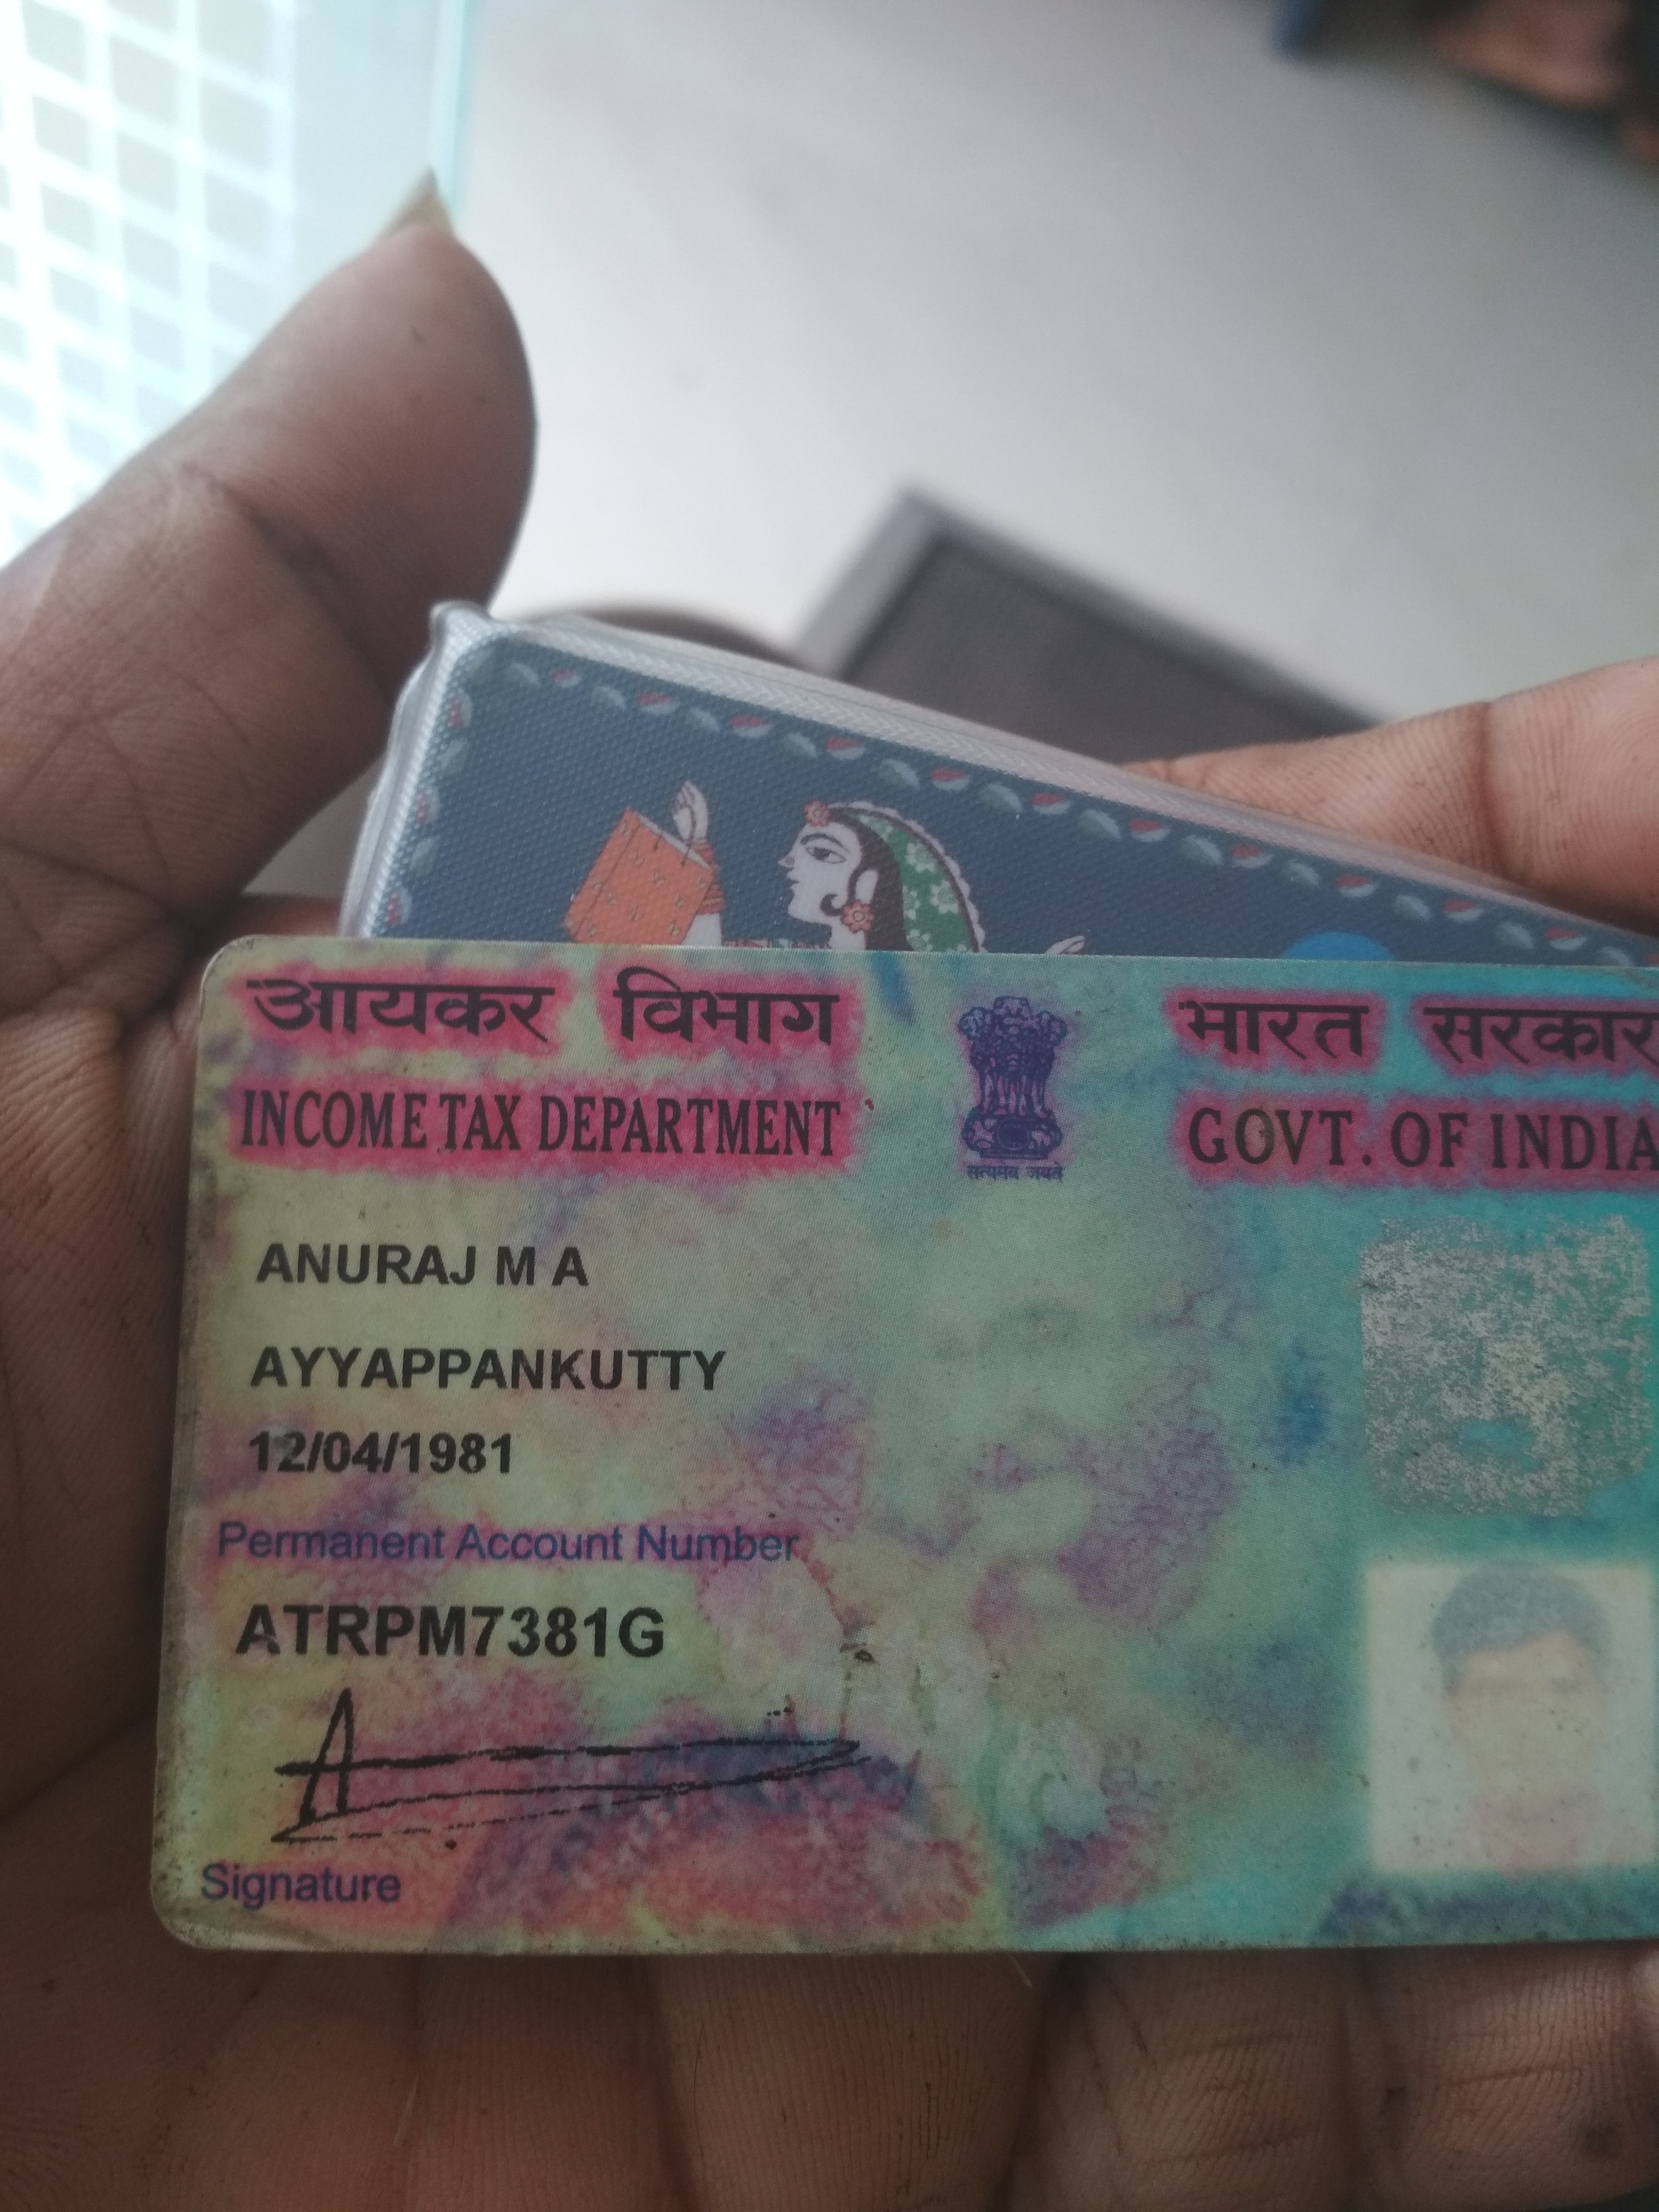 आयकर विभाग
INCOME TAX DEPARTMENT
सत्यमेव जयते
भारत सरकार
GOVT. OF INDIA
ANURAJ M A
AYYAPPANKUTTY
12/04/1981
Permanent Account Number
ATRPM7381G
Signature